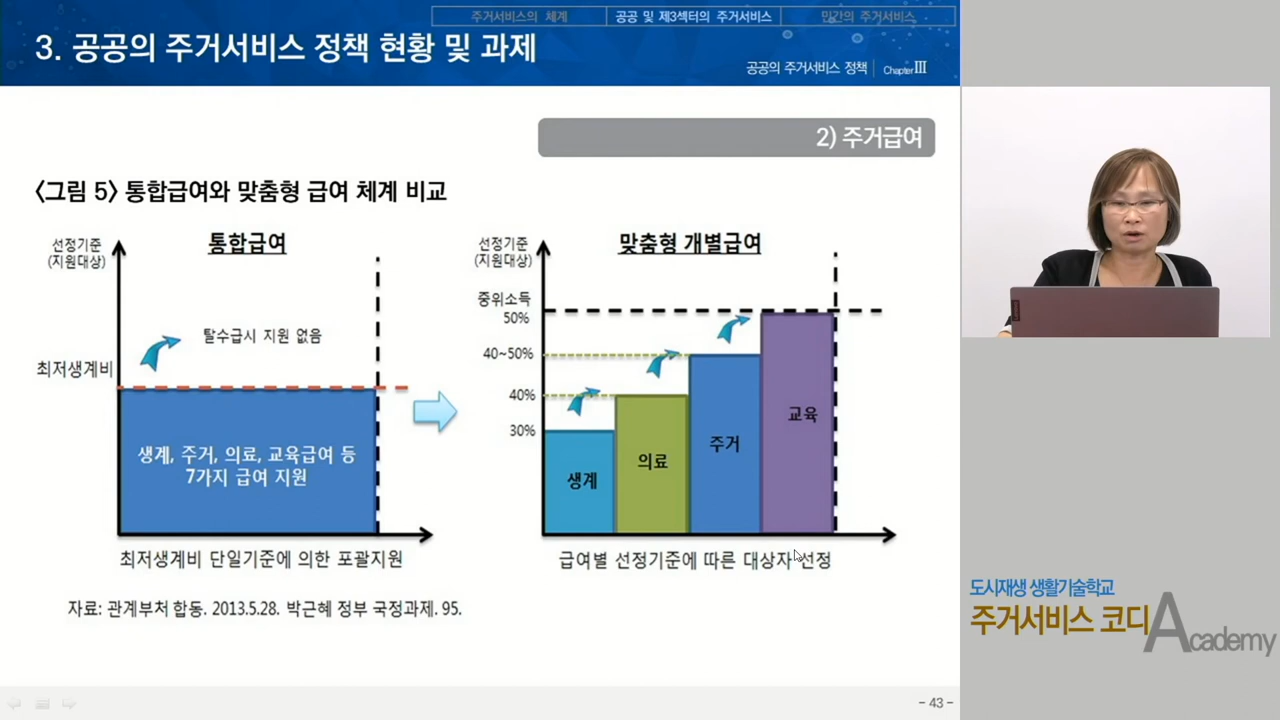 주거서비스의 체계
공공 및 제3섹터의 주거서비스
민간의 주거서비스
3. 공공의 주거서비스 정책 현황 및 과제
공공의 주거서비스 정책
Chapter Ⅲ
2) 주거급여
<그림 5> 통합급여와 맞춤형 급여 체계 비교
선정기준
(지원대상)
통합급여
탈수급시 지원 없음
최저생계비
생계, 주거, 의료, 교육급여 등
7가지 급여 지원
최저생계비 단일기준에 의한 포괄지원
선정기준
(지원대상)
맞춤형 개별급여
중위소득
50%
40~50%
40%
30%
생계
의료
주거
교육
급여별 선정기준에 따른 대상자 선정
자료: 관계부처 합동. 2013.5.28. 박근혜 정부 국정과제. 95.
- 43 -
도시재생 생활기술학교
주거서비스 코디 Academy